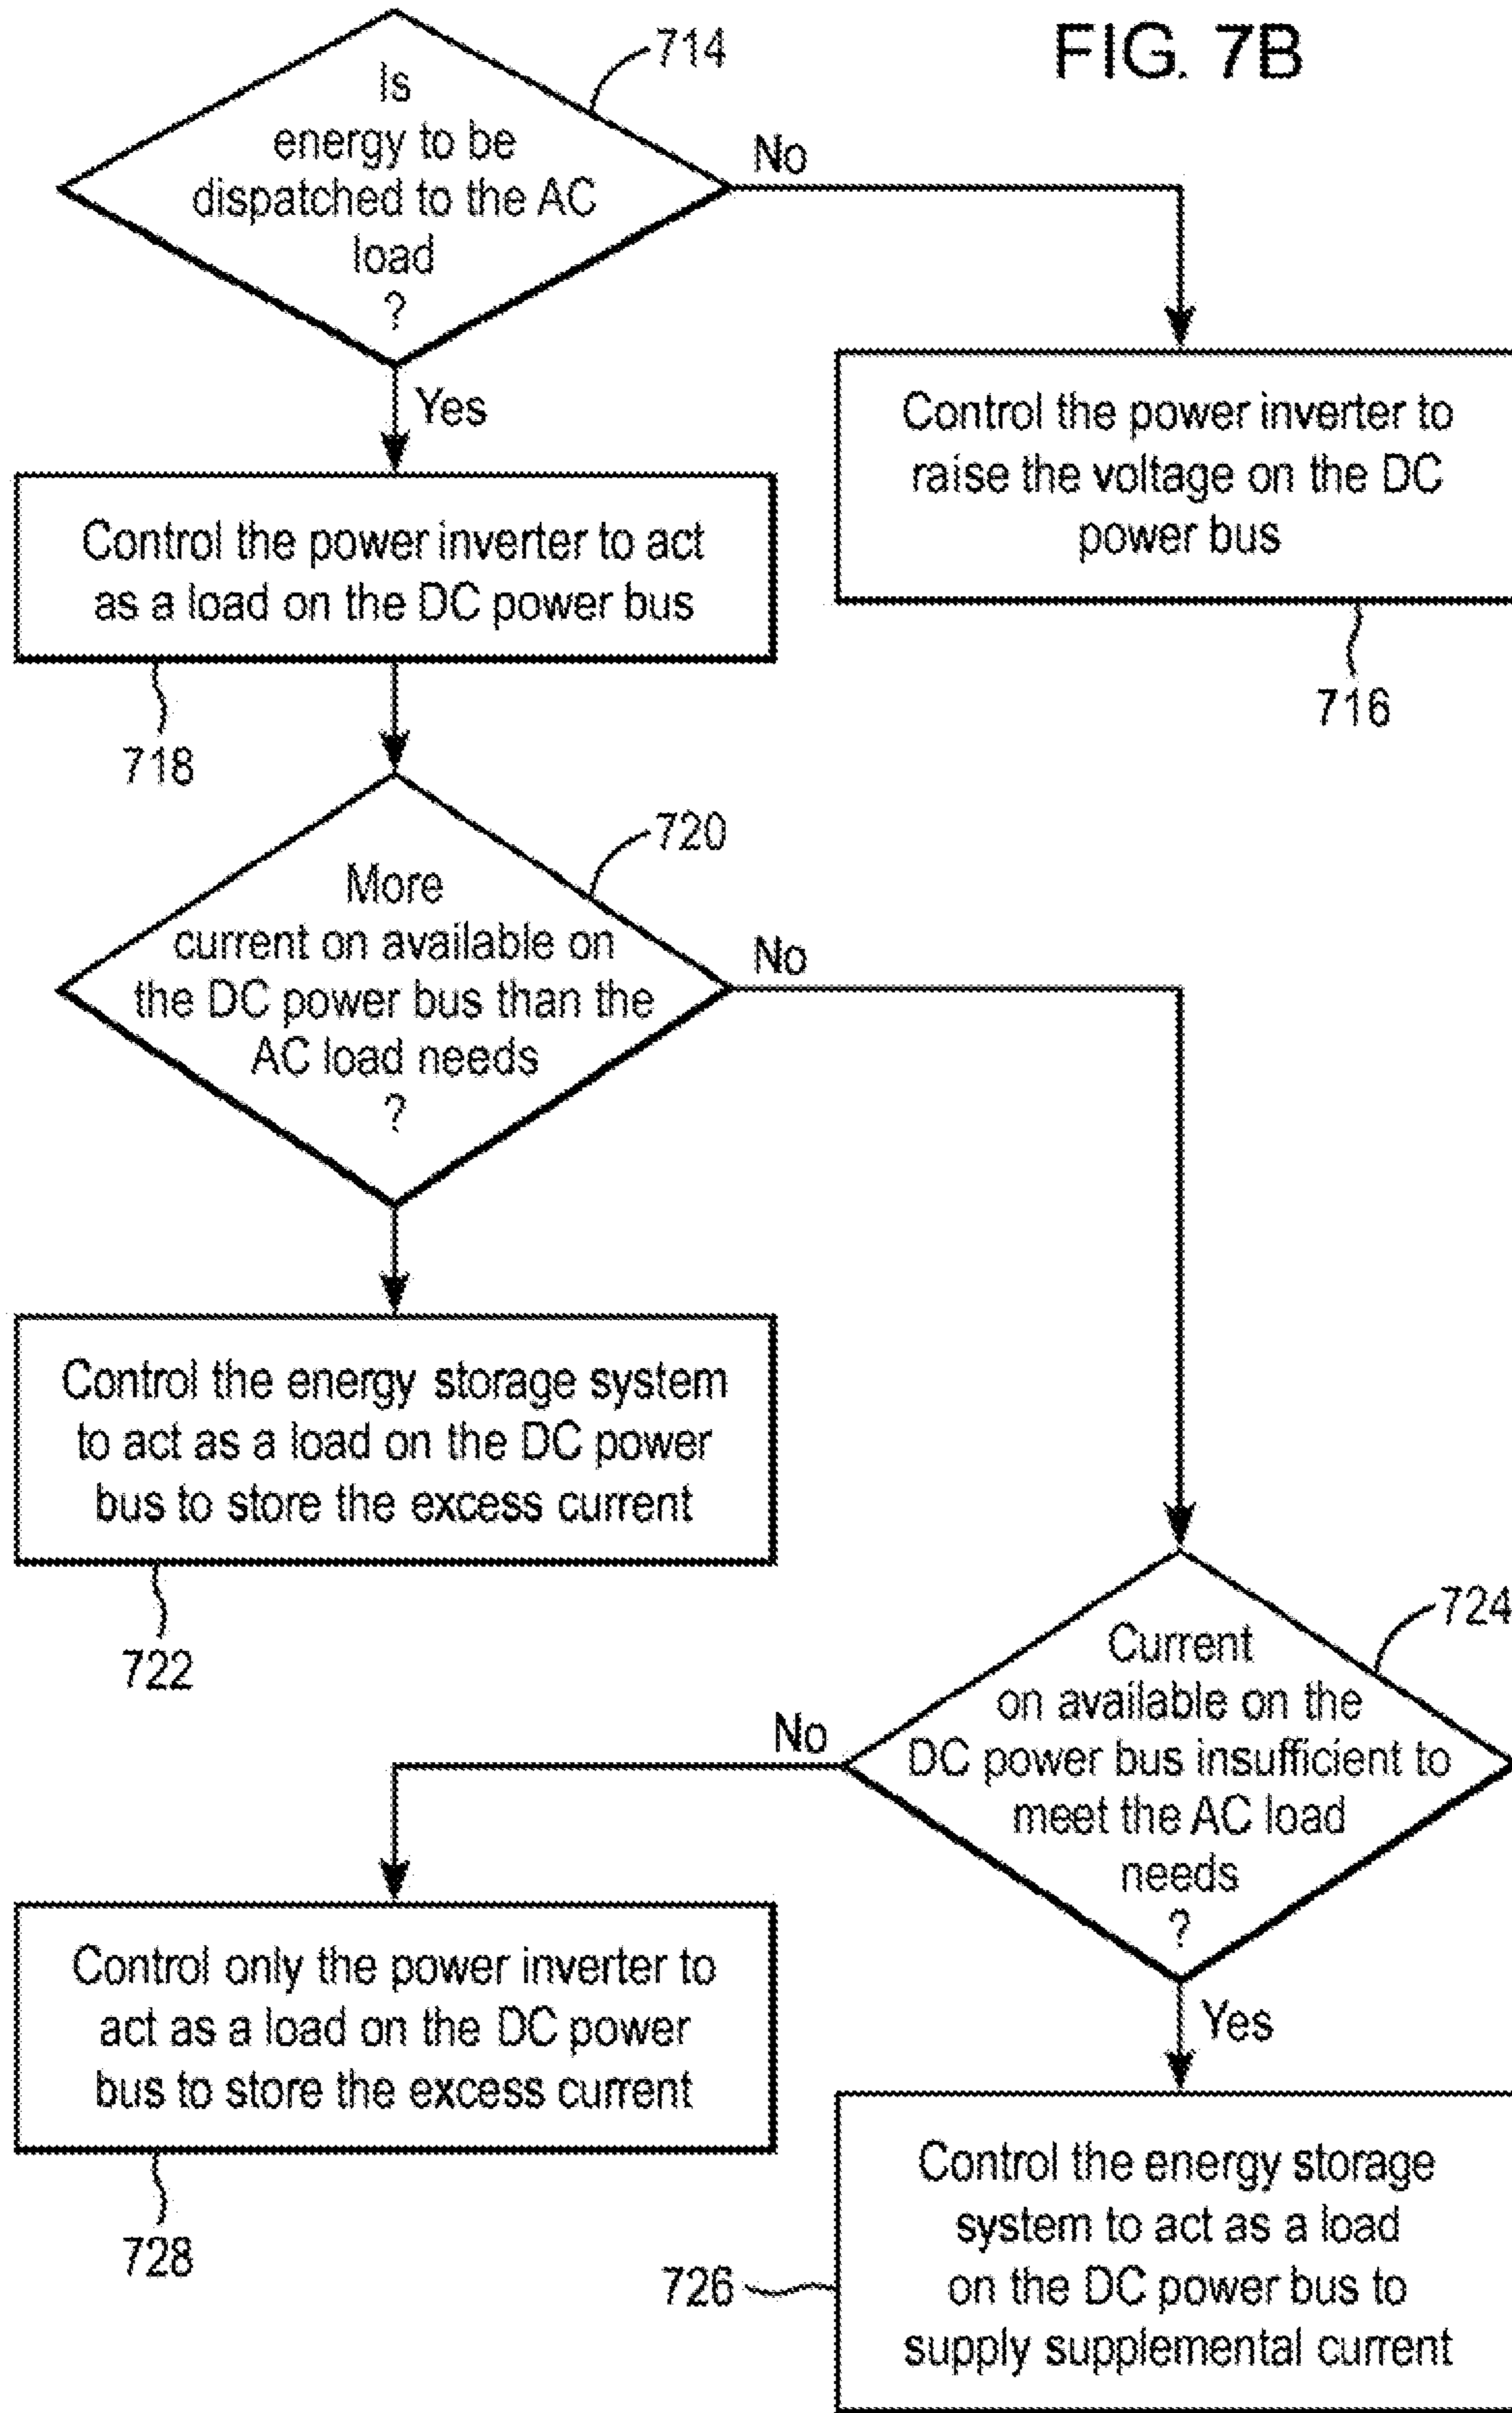 FIG. 7B
714
Is
energy to be
dispatched to the AC
load
?
No
Yes
Control the power inverter to
raise the voltage on the DC
power bus
716
Control the power inverter to act
as a load on the DC power bus
718
720
More
current on available on
the DC power bus than the
AC load needs
?
No
Control the energy storage system
to act as a load on the DC power
bus to store the excess current
722
724
Current
on available on the
DC power bus insufficient to
meet the AC load
needs
?
No
Yes
Control only the power inverter to
act as a load on the DC power
bus to store the excess current
728
Control the energy storage
system to act as a load
on the DC power bus to
supply supplemental current
726